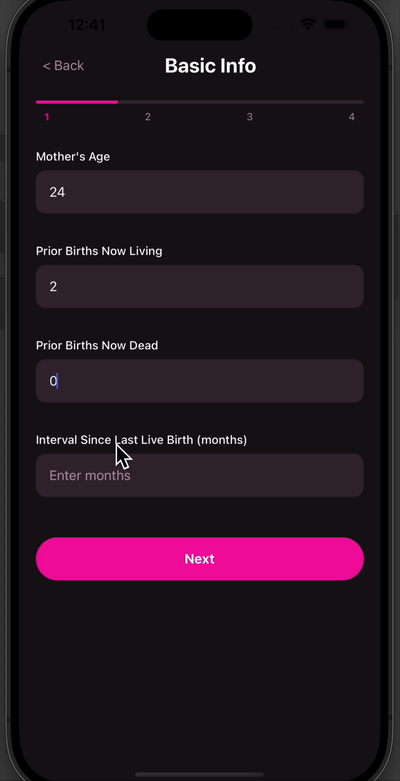 12:41
< Back
Basic Info
1 2 3 4
Mother's Age
24
Prior Births Now Living
2
Prior Births Now Dead
0
Interval Since Last Live Birth (months)
Enter months
Next